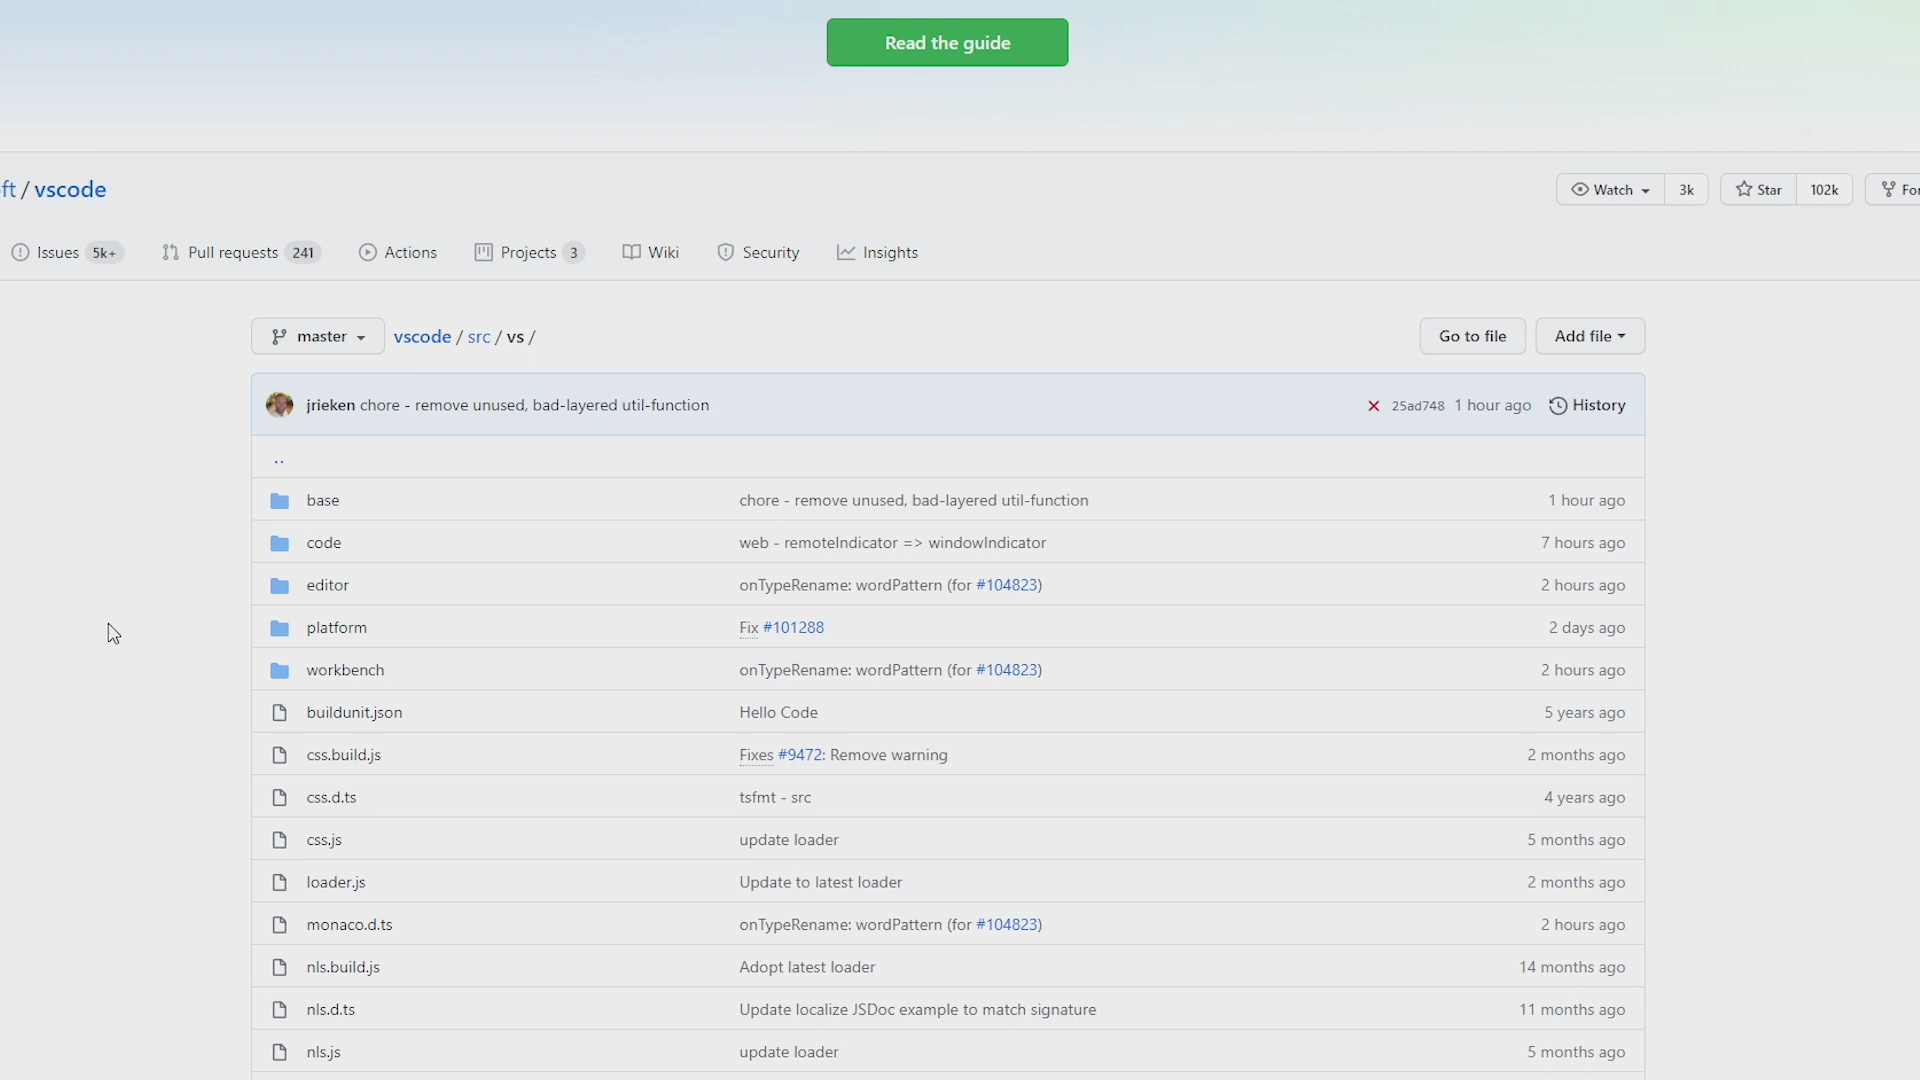 Read the guide
ft / vscode
Watch 3k Star 102k For
Issues 5k+ Pull requests 241 Actions Projects 3 Wiki Security Insights
master vscode / src / vs / Go to file Add file
jrieken chore - remove unused, bad-layered util-function 25ad748 1 hour ago History
..
base chore - remove unused, bad-layered util-function 1 hour ago
code web - remoteIndicator => windowIndicator 7 hours ago
editor onTypeRename: wordPattern (for #104823) 2 hours ago
platform Fix #101288 2 days ago
workbench onTypeRename: wordPattern (for #104823) 2 hours ago
buildunit.json Hello Code 5 years ago
css.build.js Fixes #9472: Remove warning 2 months ago
css.d.ts tsfmt - src 4 years ago
css.js update loader 5 months ago
loader.js Update to latest loader 2 months ago
monaco.d.ts onTypeRename: wordPattern (for #104823) 2 hours ago
nls.build.js Adopt latest loader 14 months ago
nls.d.ts Update localize JSDoc example to match signature 11 months ago
nls.js update loader 5 months ago